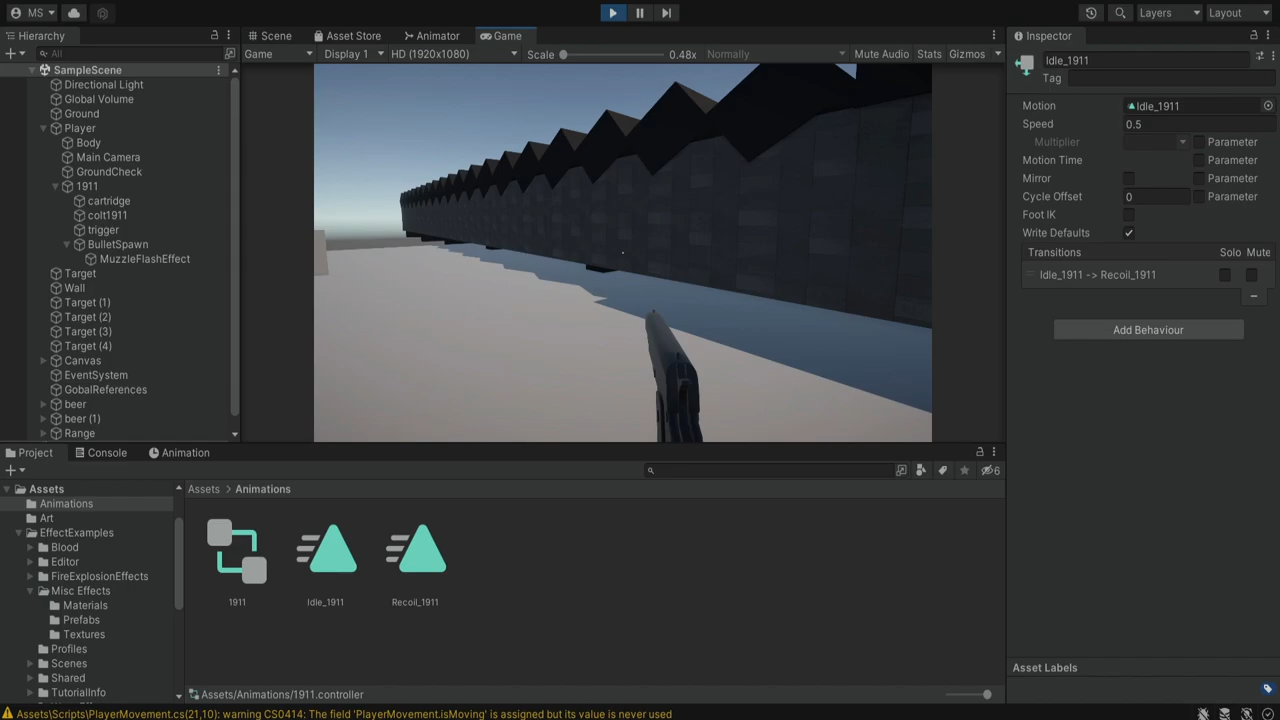 MS
Layers
Layout
Hierarchy
All
SampleScene
Directional Light
Global Volume
Ground
Player
Body
Main Camera
GroundCheck
1911
cartridge
colt1911
trigger
BulletSpawn
MuzzleFlashEffect
Target
Wall
Target (1)
Target (2)
Target (3)
Target (4)
Canvas
EventSystem
GobalReferences
beer
beer (1)
Range
Scene
Asset Store
Animator
Game
Game
Display 1
HD (1920x1080)
Scale
0.48x
Normally
Mute Audio
Stats
Gizmos
Inspector
Idle_1911
Tag
Motion
Idle_1911
Speed
0.5
Multiplier
Parameter
Motion Time
Parameter
Mirror
Parameter
Cycle Offset
0
Parameter
Foot IK
Write Defaults
Transitions
Solo
Mute
Idle_1911 -> Recoil_1911
Add Behaviour
Asset Labels
Project
Console
Animation
6
Assets
Animations
Art
EffectExamples
Blood
Editor
FireExplosionEffects
Misc Effects
Materials
Prefabs
Textures
Profiles
Scenes
Shared
TutorialInfo
Assets > Animations
1911
Idle_1911
Recoil_1911
Assets/Animations/1911.controller
Assets\Scripts\PlayerMovement.cs(21,10): warning CS0414: The field 'PlayerMovement.isMoving' is assigned but its value is never used